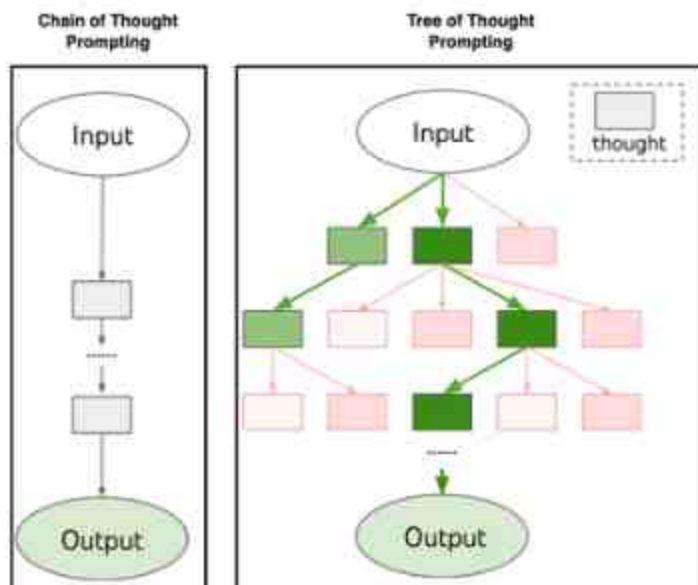 Chain of Thought
Prompting
Input
......
Output
Tree of Thought
Prompting
Input
thought
......
Output